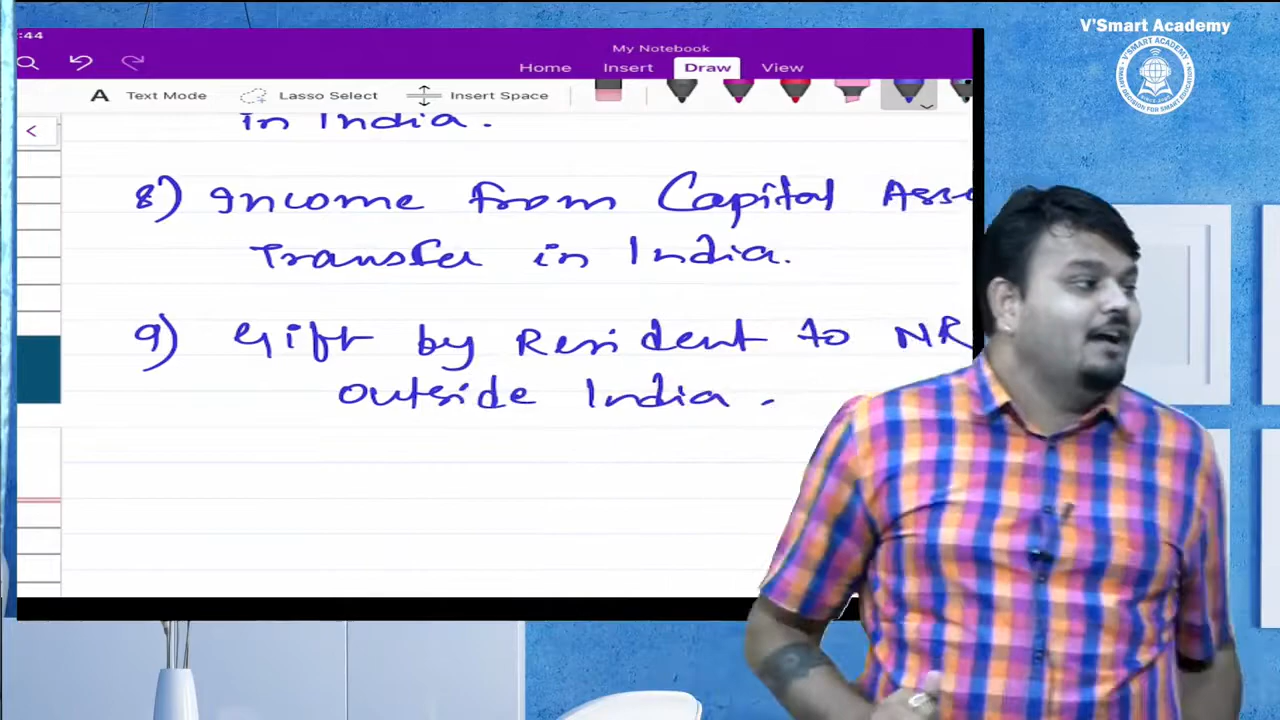 V'Smart Academy
:44
My Notebook
Home Insert Draw View
A Text Mode Lasso Select Insert Space
in India.
8) Income from Capital Ass
Transfer in India.
9) Gift by Resident to NR
outside India.